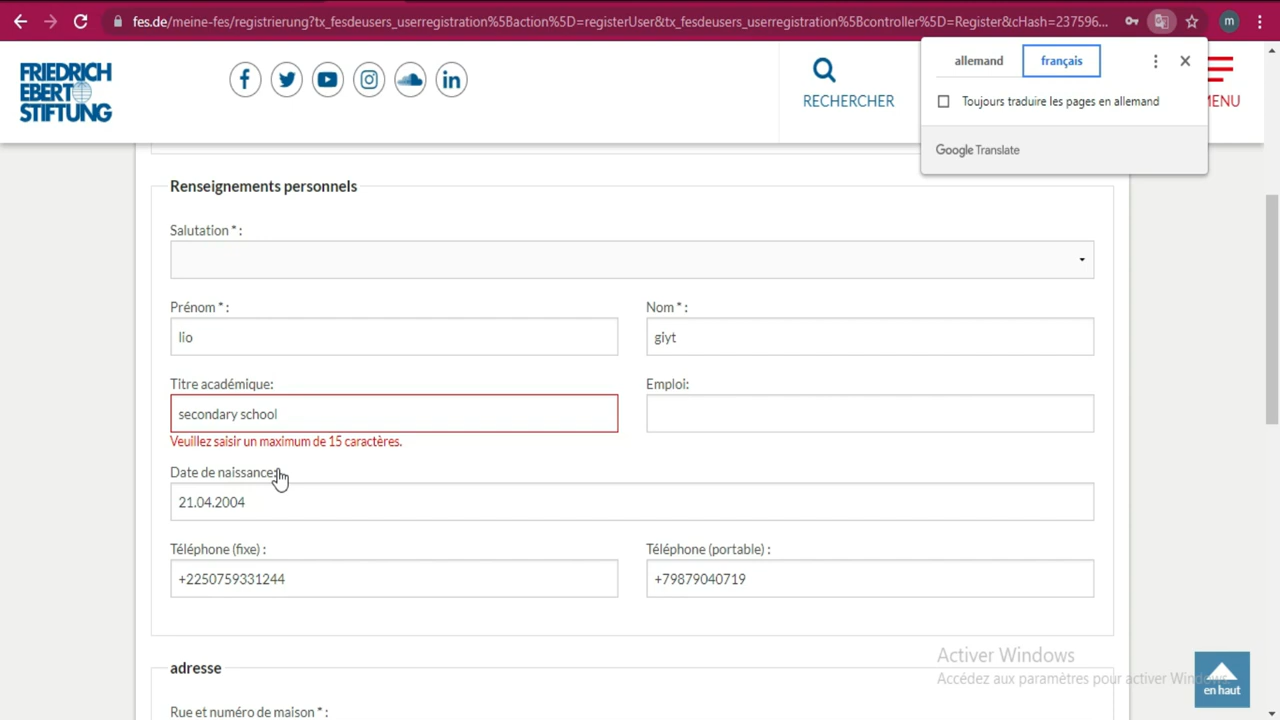 fes.de/meine-fes/registrierung?tx_fesdeusers_userregistration%5Baction%5D=registerUser&tx_fesdeusers_userregistration%5Bcontroller%5D=Register&cHash=237596...
m
FRIEDRICH
EBERT
STIFTUNG
RECHERCHER
MENU
allemand
français
Toujours traduire les pages en allemand
Google Translate
Renseignements personnels
Salutation * :
Prénom * :
Nom * :
lio
giyt
Titre académique:
Emploi:
secondary school
Veuillez saisir un maximum de 15 caractères.
Date de naissance:
21.04.2004
Téléphone (fixe) :
Téléphone (portable) :
+2250759331244
+79879040719
adresse
Activer Windows
Accédez aux paramètres pour activer Windows.
en haut
Rue et numéro de maison * :